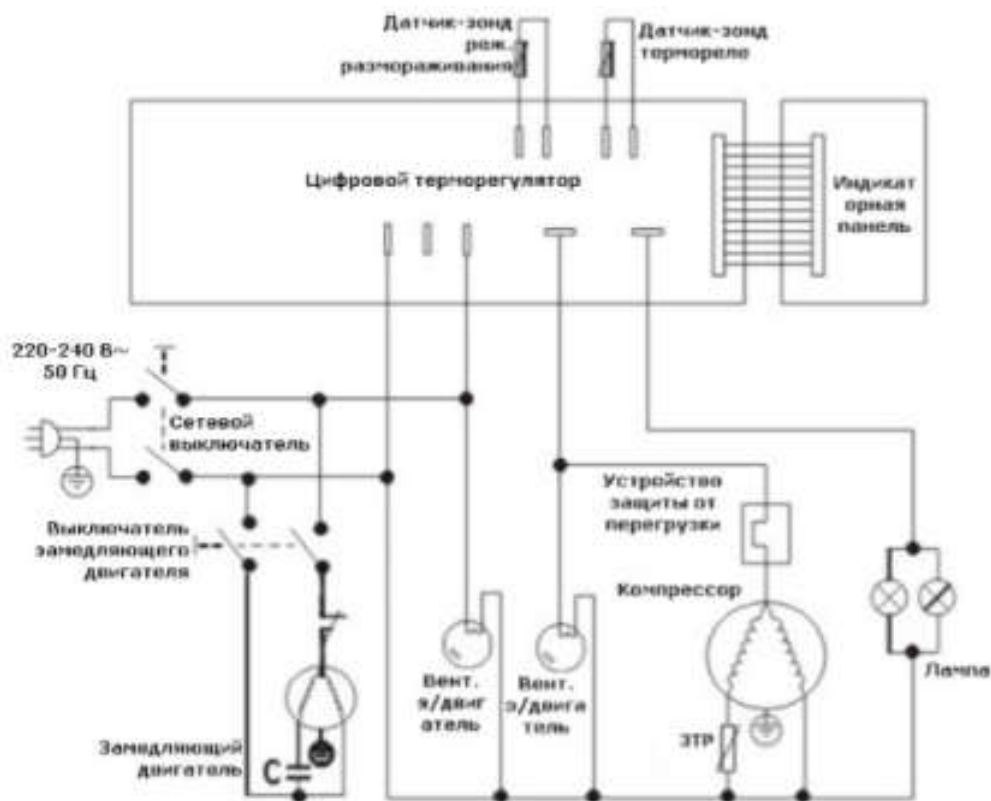 Датчик-зонд
реж.
размораживания
Датчик-зонд
термореле
Цифровой терморегулятор
Индикат
орная
панель
220-240 В~
50 Гц
Сетевой
выключатель
Устройство
защиты от
перегрузки
Выключатель
замедляющего
двигателя
Компрессор
Вент.
э/двиг
атель
Вент.
э/двига
тель
Лампа
ЗТР
Замедляющий
двигатель
C